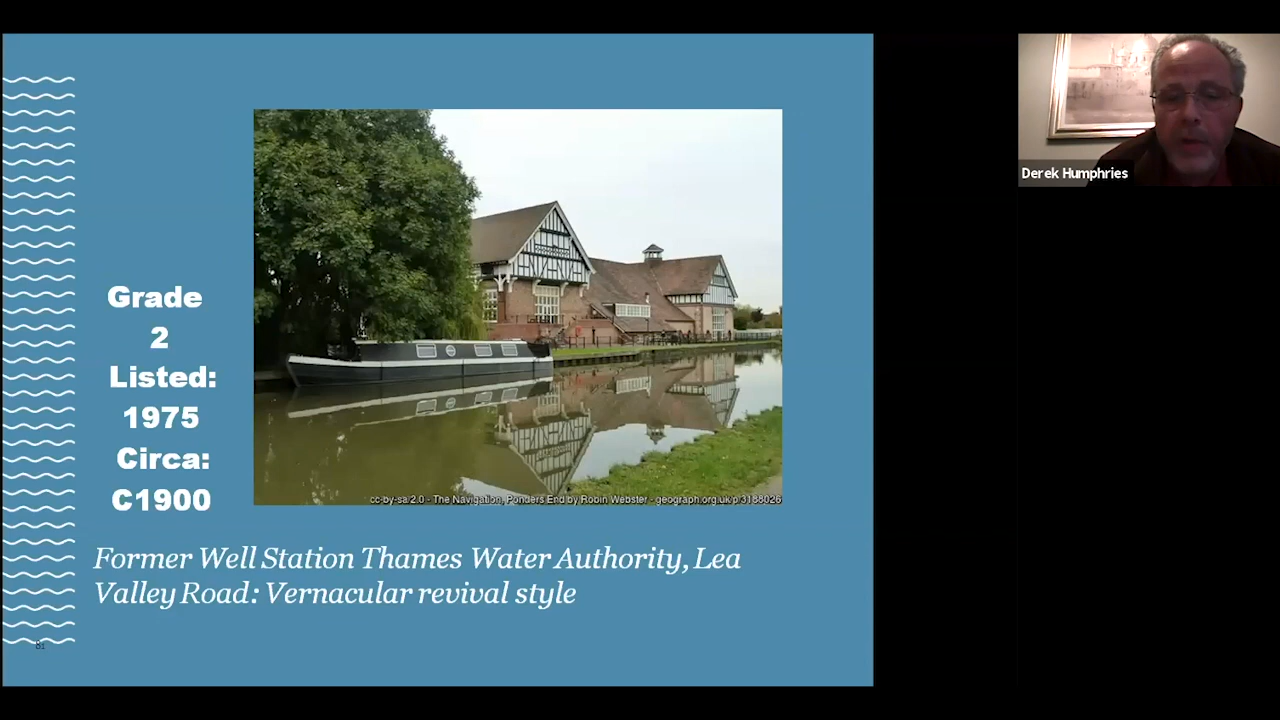 Grade
2
Listed:
1975
Circa:
C1900
cc-by-sa/2.0 - The Navigation, Ponders End by Robin Webster - geograph.org.uk/p/3188026
Former Well Station Thames Water Authority, Lea
Valley Road: Vernacular revival style
81
Derek Humphries